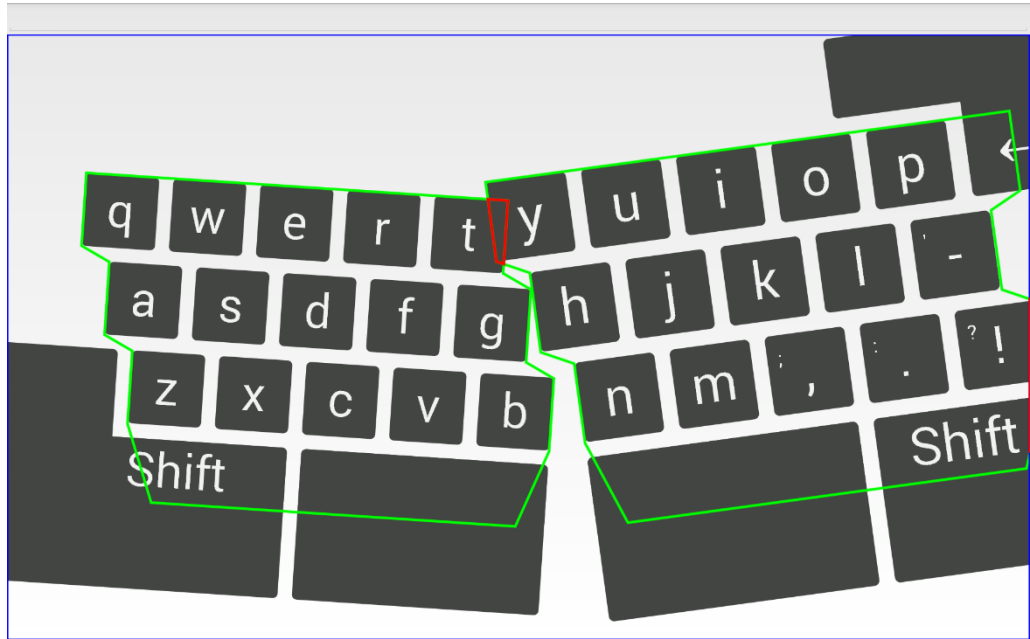 q w e r t y u i o p ←
a s d f g h j k l ' -
z x c v b n m ; , : . ? !
Shift Shift